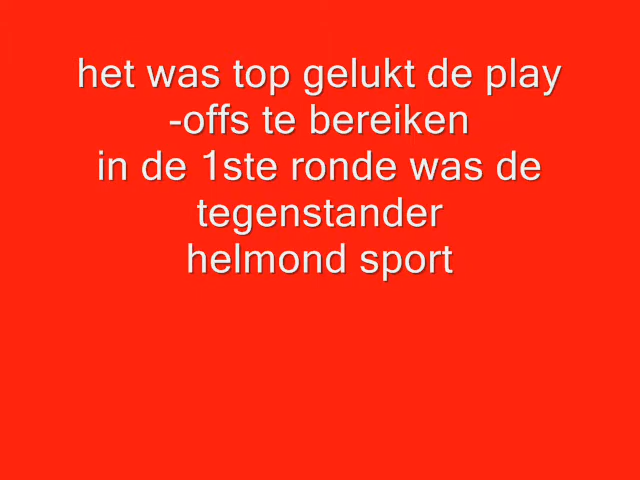 het was top gelukt de play
-offs te bereiken
in de 1ste ronde was de
tegenstander
helmond sport